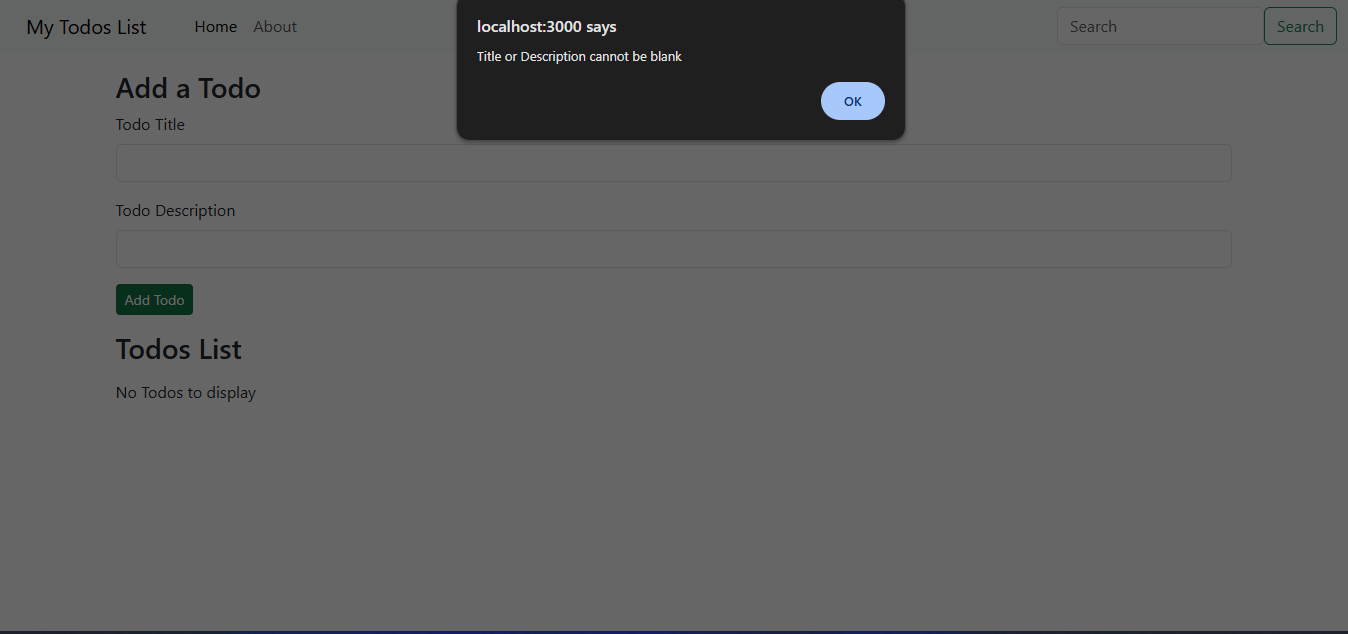 My Todos List Home About Search Search
localhost:3000 says
Title or Description cannot be blank
OK
Add a Todo
Todo Title
Todo Description
Add Todo
Todos List
No Todos to display